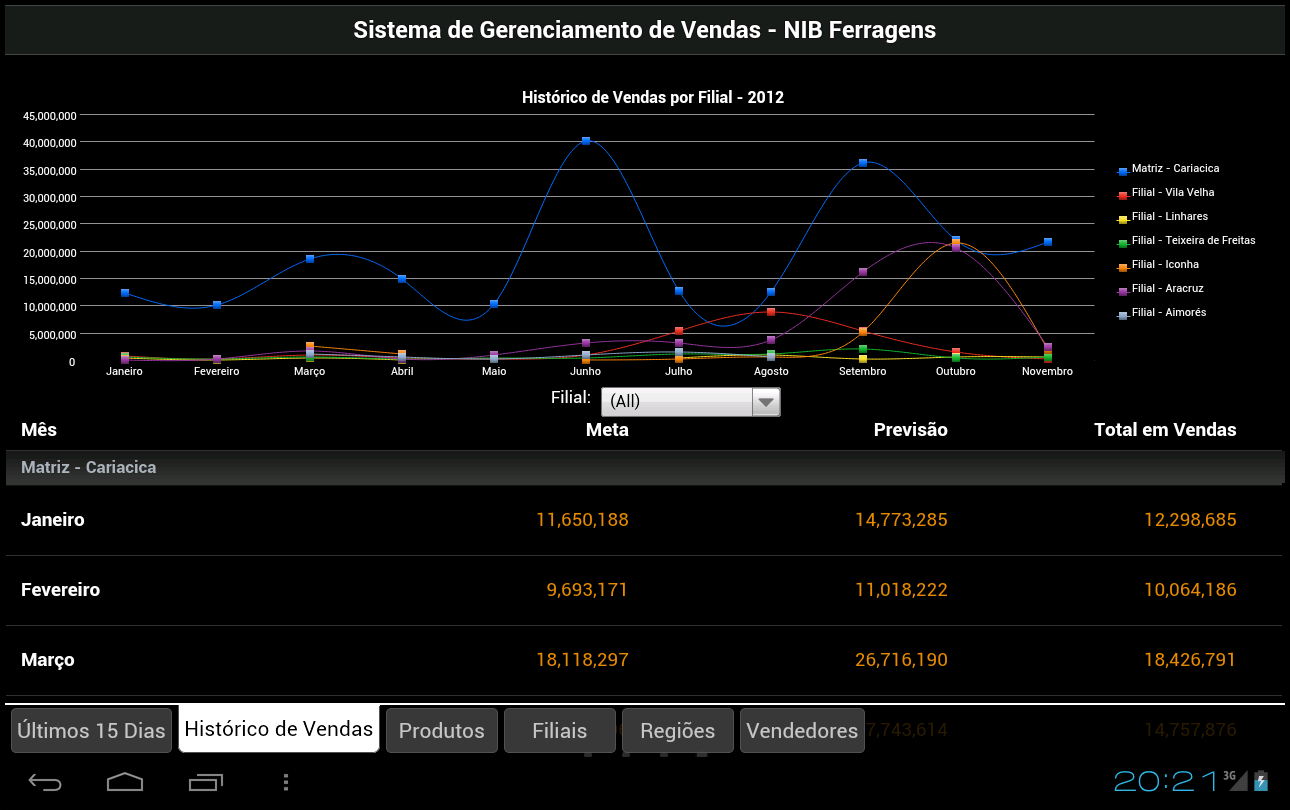 Sistema de Gerenciamento de Vendas - NIB Ferragens
Histórico de Vendas por Filial - 2012
45,000,000
40,000,000
35,000,000
30,000,000
25,000,000
20,000,000
15,000,000
10,000,000
5,000,000
0
Janeiro Fevereiro Março Abril Maio Junho Julho Agosto Setembro Outubro Novembro
Matriz - Cariacica
Filial - Vila Velha
Filial - Linhares
Filial - Teixeira de Freitas
Filial - Iconha
Filial - Aracruz
Filial - Aimorés
Filial: (All)
Mês Meta Previsão Total em Vendas
Matriz - Cariacica
Janeiro 11,650,188 14,773,285 12,298,685
Fevereiro 9,693,171 11,018,222 10,064,186
Março 18,118,297 26,716,190 18,426,791
7,743,614 14,757,876
Últimos 15 Dias Histórico de Vendas Produtos Filiais Regiões Vendedores
20:21 3G